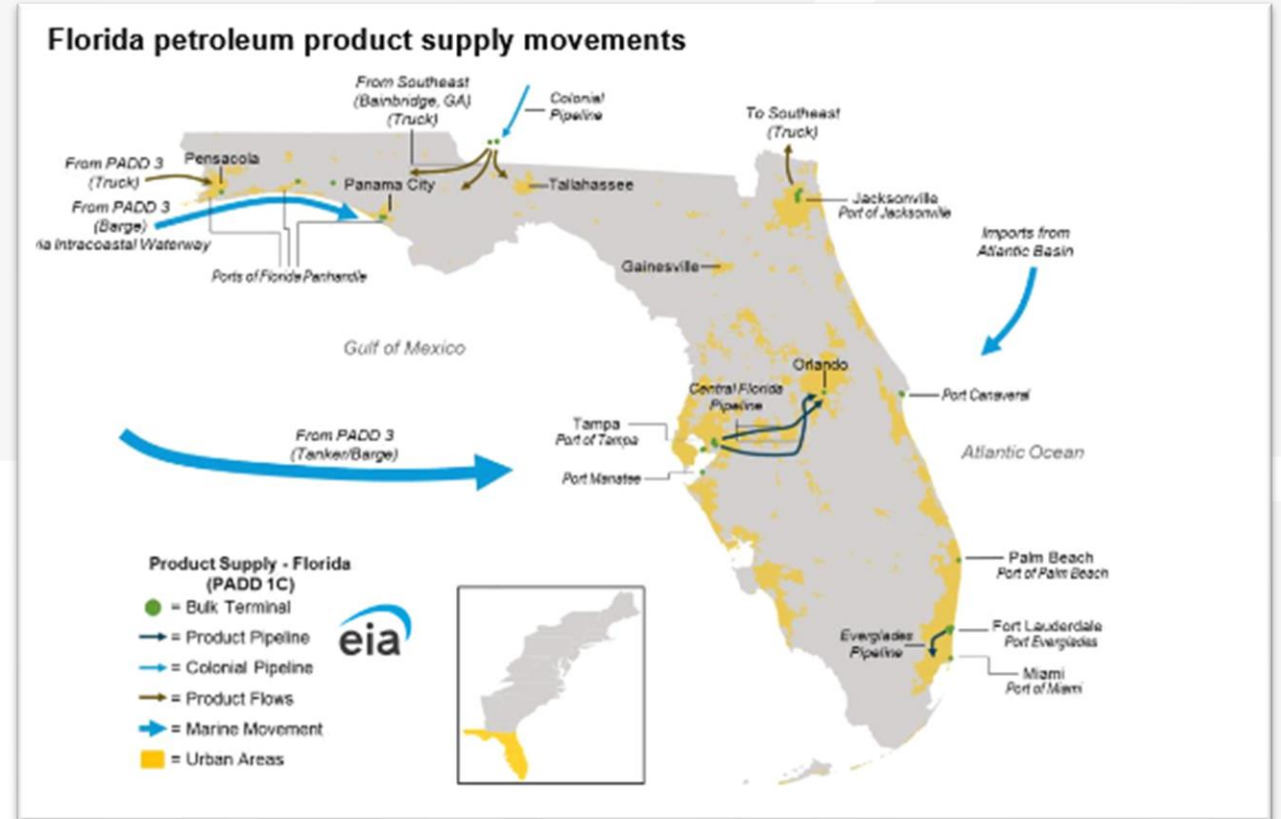 Florida petroleum product supply movements
From Southeast
(Bainbridge, GA)
(Truck)
Colonial
Pipeline
To Southeast
(Truck)
From PADD 3
(Truck)
Pensacola
Panama City
Tallahassee
Jacksonville
Port of Jacksonville
From PADD 3
(Barge)
ia Intracoastal Waterway
Ports of Florida Panhandle
Gainesville
Imports from
Atlantic Basin
Gulf of Mexico
Orlando
Central Florida
Pipeline
Port Canaveral
Tampa
Port of Tampa
From PADD 3
(Tanker/Barge)
Atlantic Ocean
Port Manatee
Palm Beach
Port of Palm Beach
Everglades
Pipeline
Fort Lauderdale
Port Everglades
Miami
Port of Miami
Product Supply - Florida
(PADD 1C)
= Bulk Terminal
= Product Pipeline
= Colonial Pipeline
= Product Flows
= Marine Movement
= Urban Areas
eia